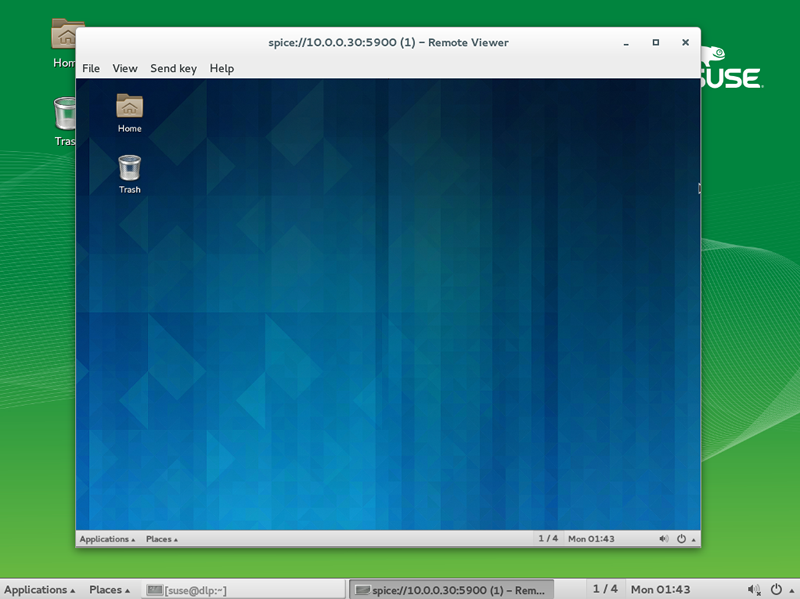 Hom
Tras
SUSE
spice://10.0.0.30:5900 (1) – Remote Viewer
File View Send key Help
Home
Trash
Applications Places 1 / 4 Mon 01:43
Applications Places [suse@dlp:~] spice://10.0.0.30:5900 (1) – Rem... 1 / 4 Mon 01:43